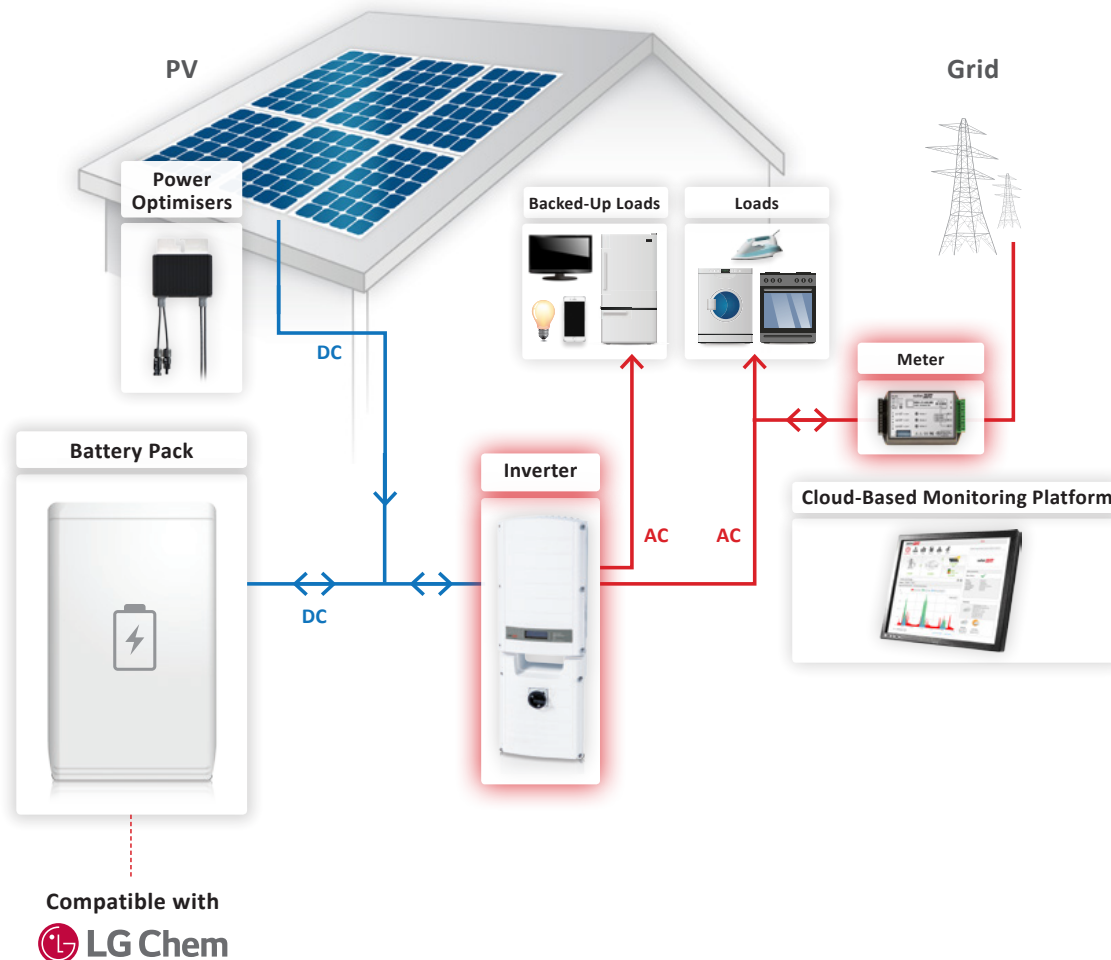 PV
Grid
Power
Optimisers
Backed-Up Loads
Loads
DC
Meter
Battery Pack
Inverter
Cloud-Based Monitoring Platform
AC
AC
DC
Compatible with
LG Chem